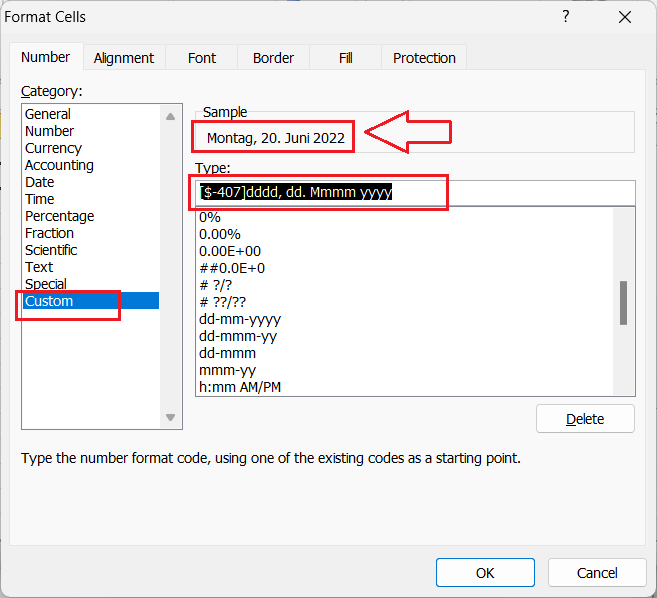 Format Cells
?
Number Alignment Font Border Fill Protection
Category:
General
Number
Currency
Accounting
Date
Time
Percentage
Fraction
Scientific
Text
Special
Custom
Sample
Montag, 20. Juni 2022
Type:
[$-407]dddd, dd. Mmmm yyyy
0%
0.00%
0.00E+00
##0.0E+0
# ?/?
# ??/??
dd-mm-yyyy
dd-mmm-yy
dd-mmm
mmm-yy
h:mm AM/PM
Delete
Type the number format code, using one of the existing codes as a starting point.
OK Cancel